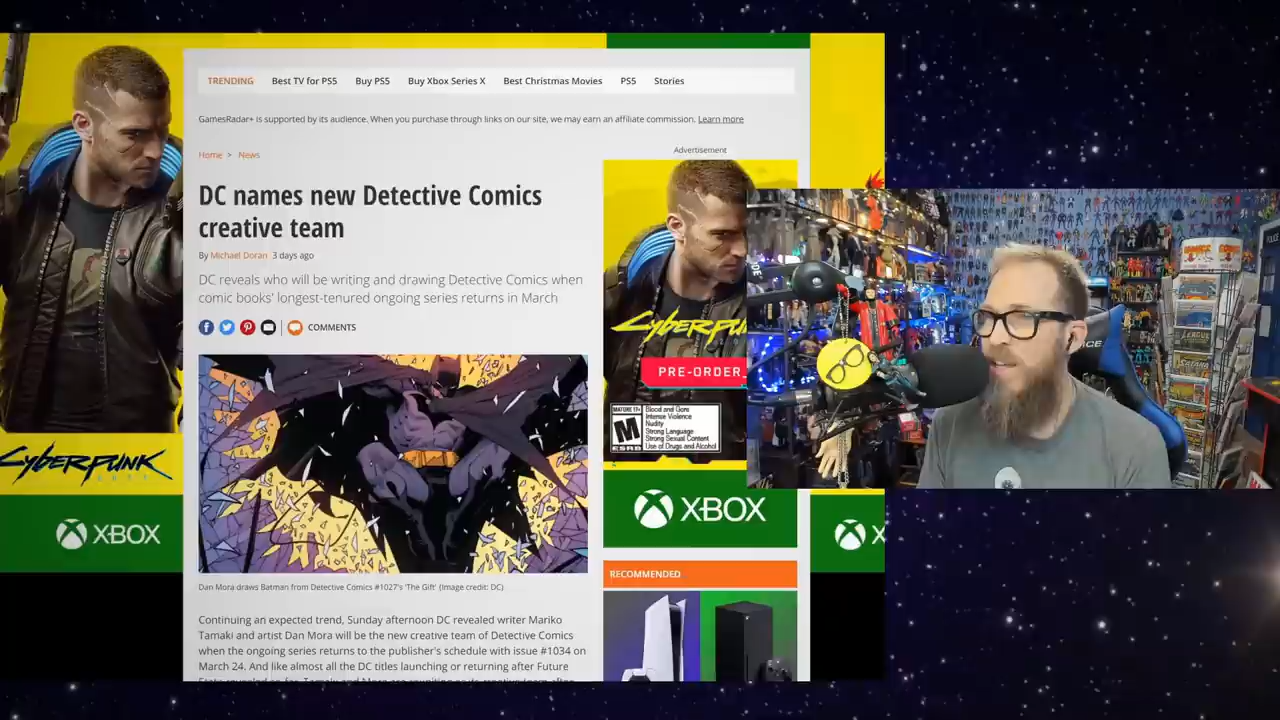 TRENDING Best TV for PS5 Buy PS5 Buy Xbox Series X Best Christmas Movies PS5 Stories
GamesRadar+ is supported by its audience. When you purchase through links on our site, we may earn an affiliate commission. Learn more
Home > News
Advertisement
DC names new Detective Comics
creative team
By Michael Doran 3 days ago
DC reveals who will be writing and drawing Detective Comics when
comic books' longest-tenured ongoing series returns in March
COMMENTS
Dan Mora draws Batman from Detective Comics #1027's 'The Gift' (Image credit: DC)
Continuing an expected trend, Sunday afternoon DC revealed writer Mariko
Tamaki and artist Dan Mora will be the new creative team of Detective Comics
when the ongoing series returns to the publisher's schedule with issue #1034 on
March 24. And like almost all the DC titles launching or returning after Future
CYBERPUNK
XBOX
PRE-ORDER
MATURE 17+
M
ESRB
Blood and Gore
Intense Violence
Nudity
Strong Language
Strong Sexual Content
Use of Drugs and Alcohol
XBOX
RECOMMENDED
COMICS